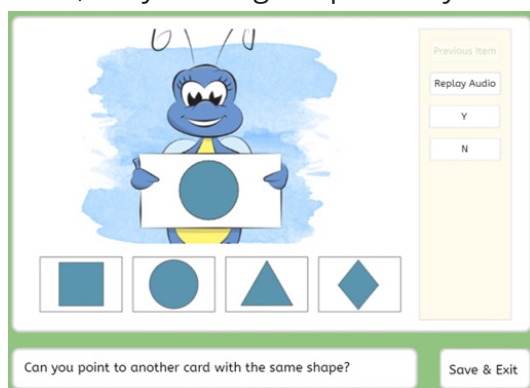 Previous Item
Replay Audio
Y
N
Can you point to another card with the same shape?
Save & Exit